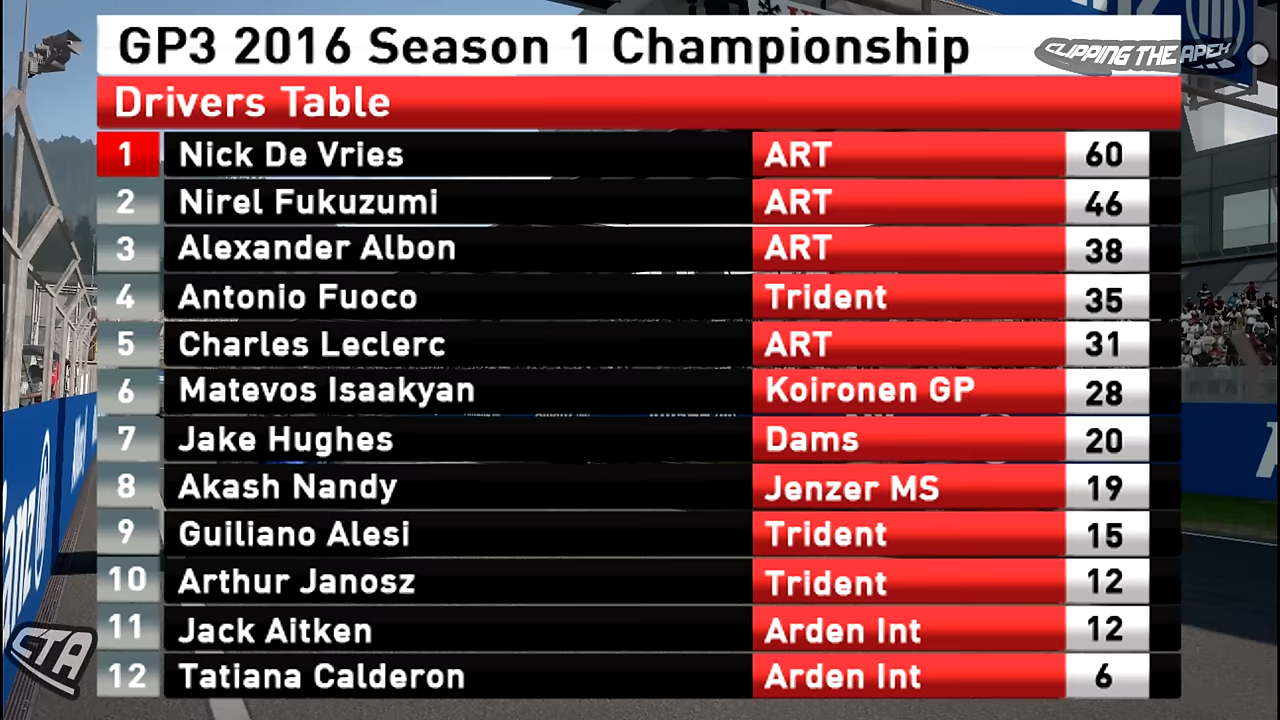 GP3 2016 Season 1 Championship
CLIPPING THE APEX
Drivers Table
1 Nick De Vries ART 60
2 Nirel Fukuzumi ART 46
3 Alexander Albon ART 38
4 Antonio Fuoco Trident 35
5 Charles Leclerc ART 31
6 Matevos Isaakyan Koironen GP 28
7 Jake Hughes Dams 20
8 Akash Nandy Jenzer MS 19
9 Guiliano Alesi Trident 15
10 Arthur Janosz Trident 12
11 Jack Aitken Arden Int 12
12 Tatiana Calderon Arden Int 6
CTA